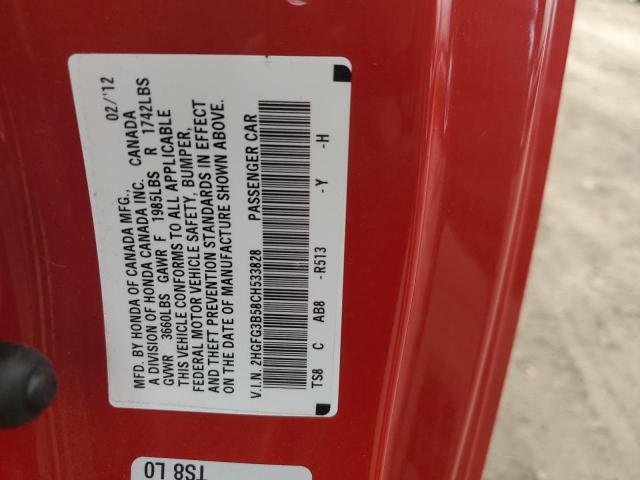 MFD. BY HONDA OF CANADA MFG., 02/'12
A DIVISION OF HONDA CANADA INC. CANADA
GVWR 3660LBS GAWR F 1985LBS R 1742LBS
THIS VEHICLE CONFORMS TO ALL APPLICABLE
FEDERAL MOTOR VEHICLE SAFETY, BUMPER,
AND THEFT PREVENTION STANDARDS IN EFFECT
ON THE DATE OF MANUFACTURE SHOWN ABOVE.
V.I.N. 2HGFG3B58CH533828 PASSENGER CAR
TS8 C AB8 -R513 -Y -H
TS8 L0